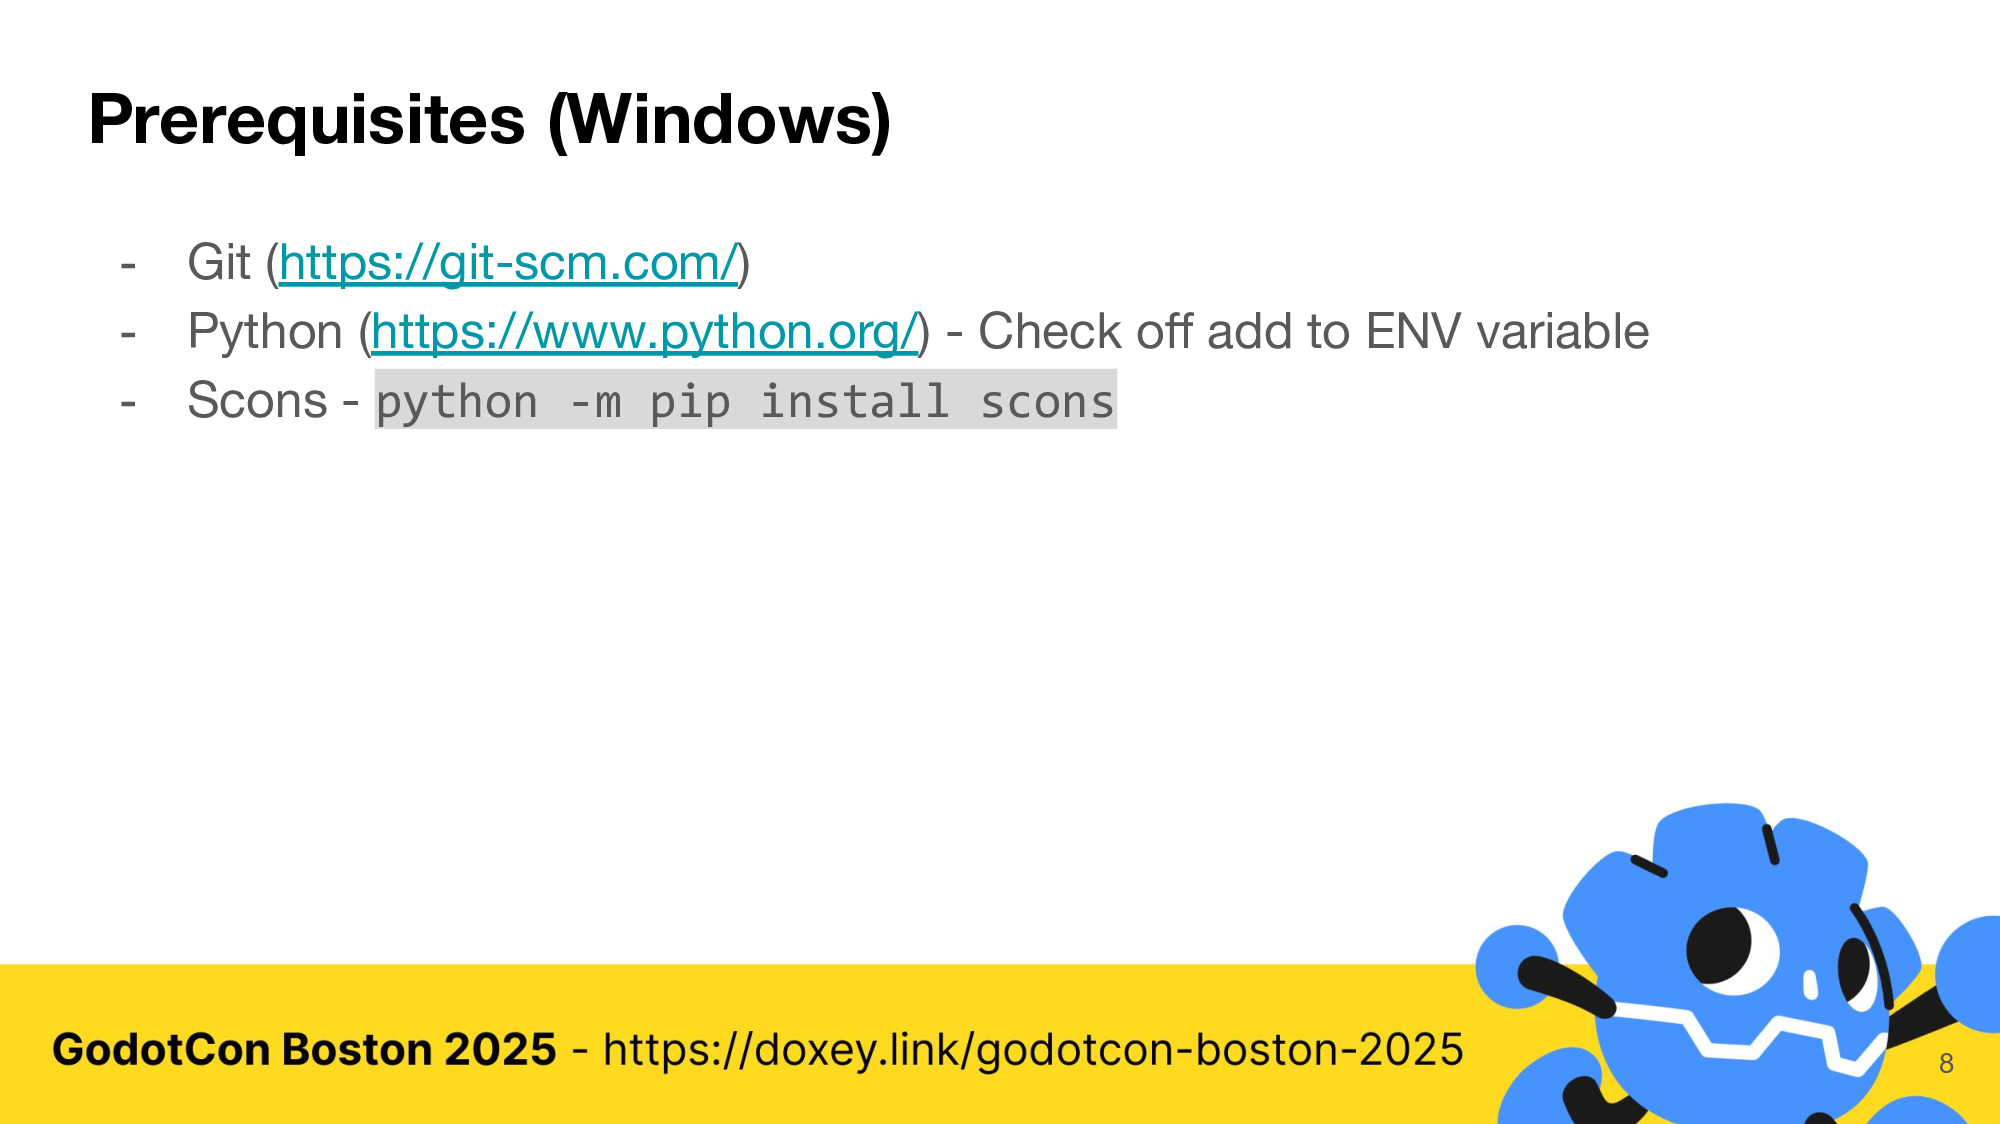 Prerequisites (Windows)
- Git (https://git-scm.com/)
- Python (https://www.python.org/) - Check off add to ENV variable
- Scons - python -m pip install scons
GodotCon Boston 2025 - https://doxey.link/godotcon-boston-2025
8